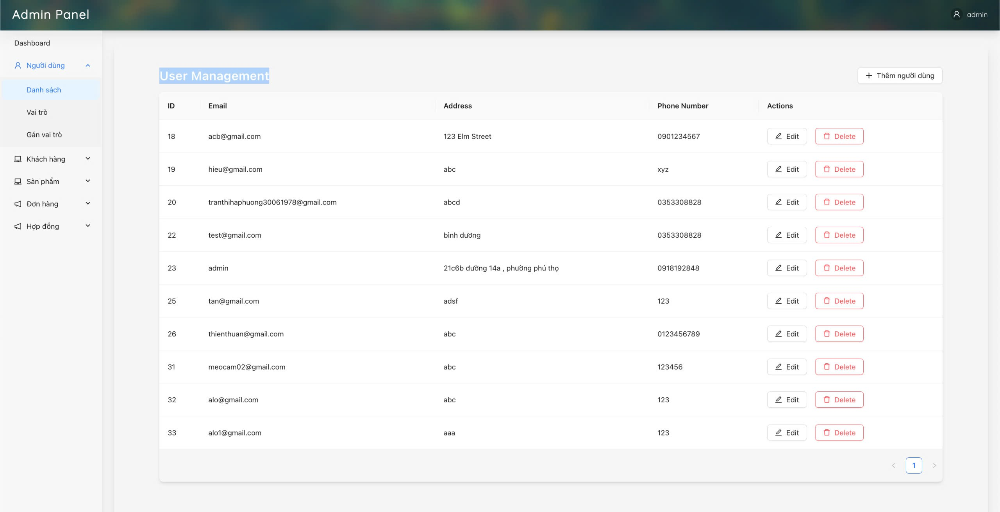 Admin Panel
admin
Dashboard
Người dùng
Danh sách
Vai trò
Gán vai trò
Khách hàng
Sản phẩm
Đơn hàng
Hợp đồng
User Management
Thêm người dùng
ID Email Address Phone Number Actions
18 acb@gmail.com 123 Elm Street 0901234567 Edit Delete
19 hieu@gmail.com abc xyz Edit Delete
20 tranthihaphuong30061978@gmail.com abcd 0353308828 Edit Delete
22 test@gmail.com bình dương 0353308828 Edit Delete
23 admin 21c6b đường 14a , phường phú thọ 0918192848 Edit Delete
25 tan@gmail.com adsf 123 Edit Delete
26 thienthuan@gmail.com abc 0123456789 Edit Delete
31 meocam02@gmail.com abc 123456 Edit Delete
32 alo@gmail.com abc 123 Edit Delete
33 alo1@gmail.com aaa 123 Edit Delete
1